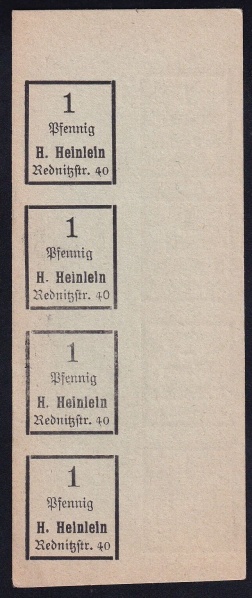 1
Pfennig
H. Heinlein
Rednitzstr. 40
1
Pfennig
H. Heinlein
Rednitzstr. 40
1
Pfennig
H. Heinlein
Rednitzstr. 40
1
Pfennig
H. Heinlein
Rednitzstr. 40